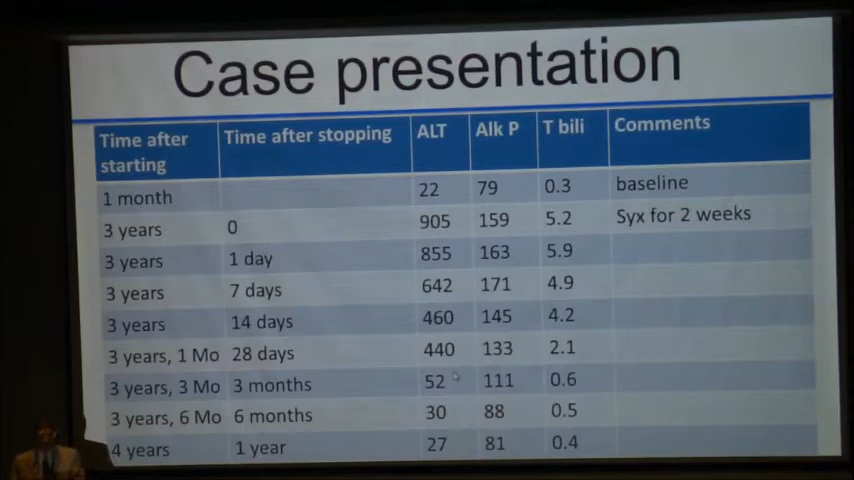 Case presentation
Time after starting | Time after stopping | ALT | Alk P | T bili | Comments
1 month | | 22 | 79 | 0.3 | baseline
3 years | 0 | 905 | 159 | 5.2 | Syx for 2 weeks
3 years | 1 day | 855 | 163 | 5.9 |
3 years | 7 days | 642 | 171 | 4.9 |
3 years | 14 days | 460 | 145 | 4.2 |
3 years, 1 Mo | 28 days | 440 | 133 | 2.1 |
3 years, 3 Mo | 3 months | 52 | 111 | 0.6 |
3 years, 6 Mo | 6 months | 30 | 88 | 0.5 |
4 years | 1 year | 27 | 81 | 0.4 |